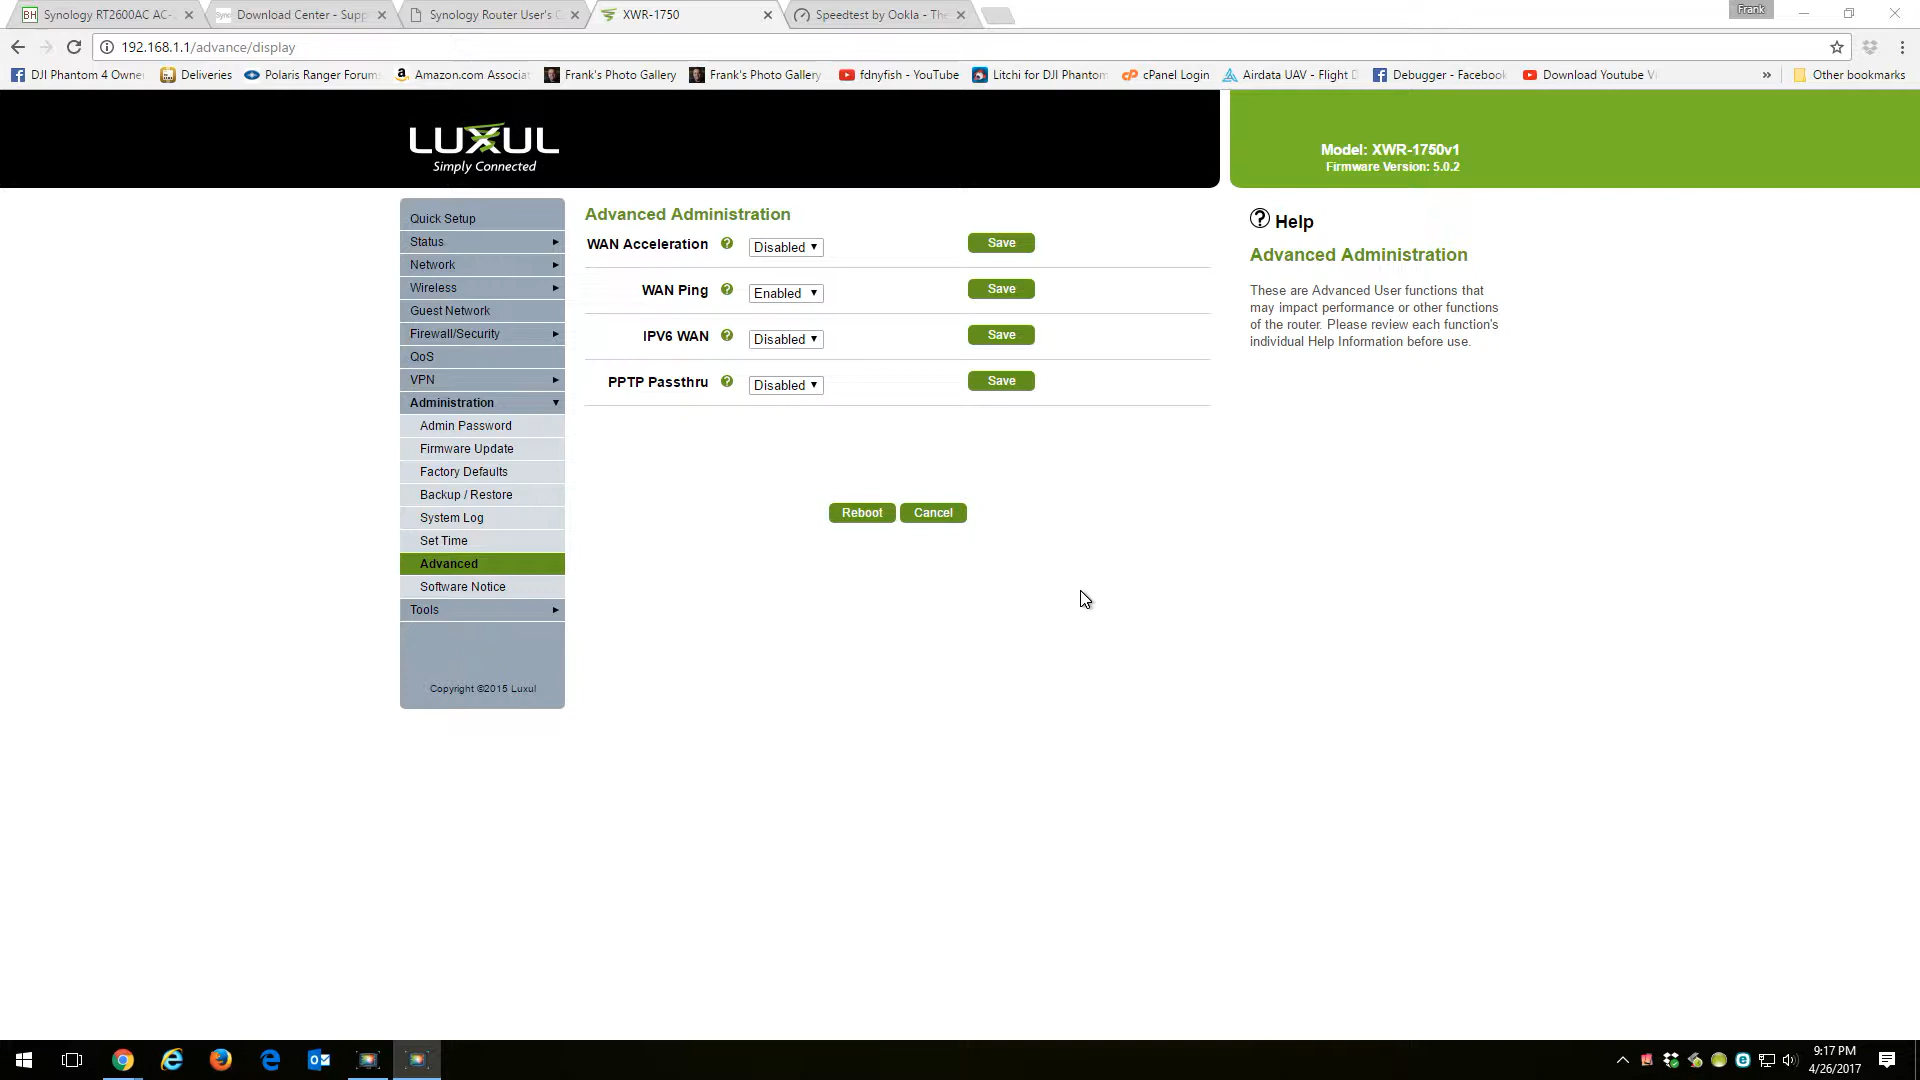 Frank
BH Synology RT2600AC AC-
Download Center - Supp
Synology Router User's G
XWR-1750
Speedtest by Ookla - The
192.168.1.1/advance/display
DJI Phantom 4 Owne
Deliveries
Polaris Ranger Forum
Amazon.com Associat
Frank's Photo Gallery
Frank's Photo Gallery
fdnyfish - YouTube
Litchi for DJI Phantom
cPanel Login
Airdata UAV - Flight D
Debugger - Facebook
Download Youtube Vi
»
Other bookmarks
LUXUL
Simply Connected
Model: XWR-1750v1
Firmware Version: 5.0.2
Quick Setup
Status
Network
Wireless
Guest Network
Firewall/Security
QoS
VPN
Administration
Admin Password
Firmware Update
Factory Defaults
Backup / Restore
System Log
Set Time
Advanced
Software Notice
Tools
Copyright ©2015 Luxul
Advanced Administration
WAN Acceleration ? Disabled Save
WAN Ping ? Enabled Save
IPV6 WAN ? Disabled Save
PPTP Passthru ? Disabled Save
Reboot Cancel
? Help
Advanced Administration
These are Advanced User functions that
may impact performance or other functions
of the router. Please review each function's
individual Help Information before use.
9:17 PM
4/26/2017